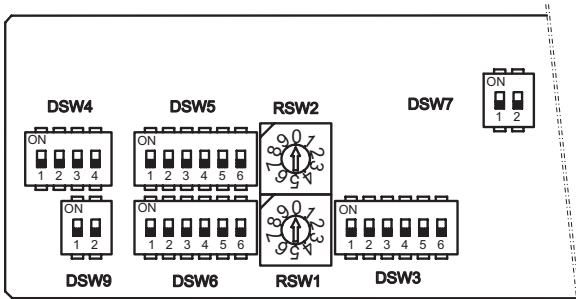 DSW4 DSW5 RSW2 DSW7
ON
1 2
ON
1 2 3 4
ON
1 2 3 4 5 6
0 1 2 3 4 5 6 7 8 9
ON
1 2
ON
1 2 3 4 5 6
0 1 2 3 4 5 6 7 8 9
ON
1 2 3 4 5 6
DSW9 DSW6 RSW1 DSW3